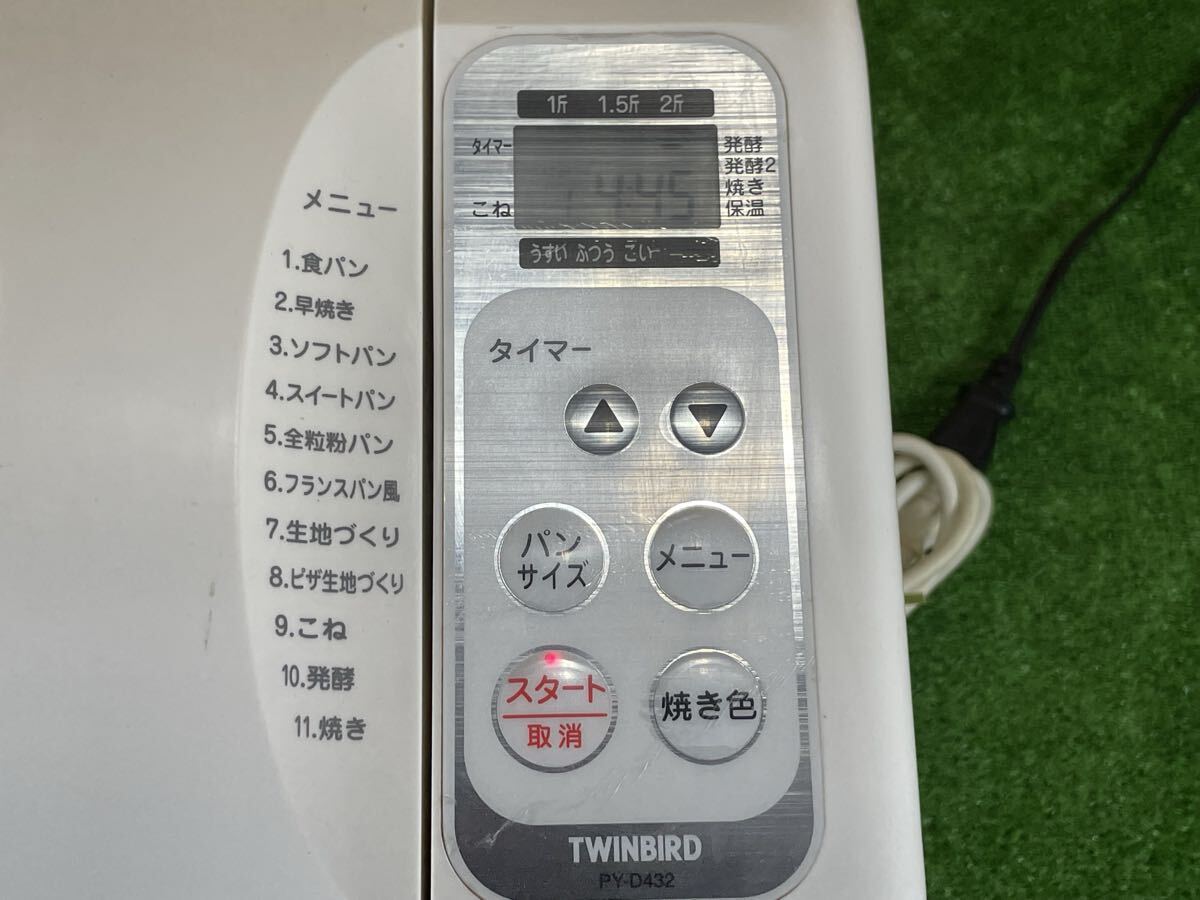 メニュー
1.食パン
2.早焼き
3.ソフトパン
4.スイートパン
5.全粒粉パン
6.フランスパン風
7.生地づくり
8.ピザ生地づくり
9.こね
10.発酵
11.焼き
1斤 1.5斤 2斤
タイマー
こね
4:45
発酵
発酵2
焼き
保温
うすい ふつう こい
タイマー
▲ ▼
パン
サイズ
メニュー
スタート
取消
焼き色
TWINBIRD
PY-D432